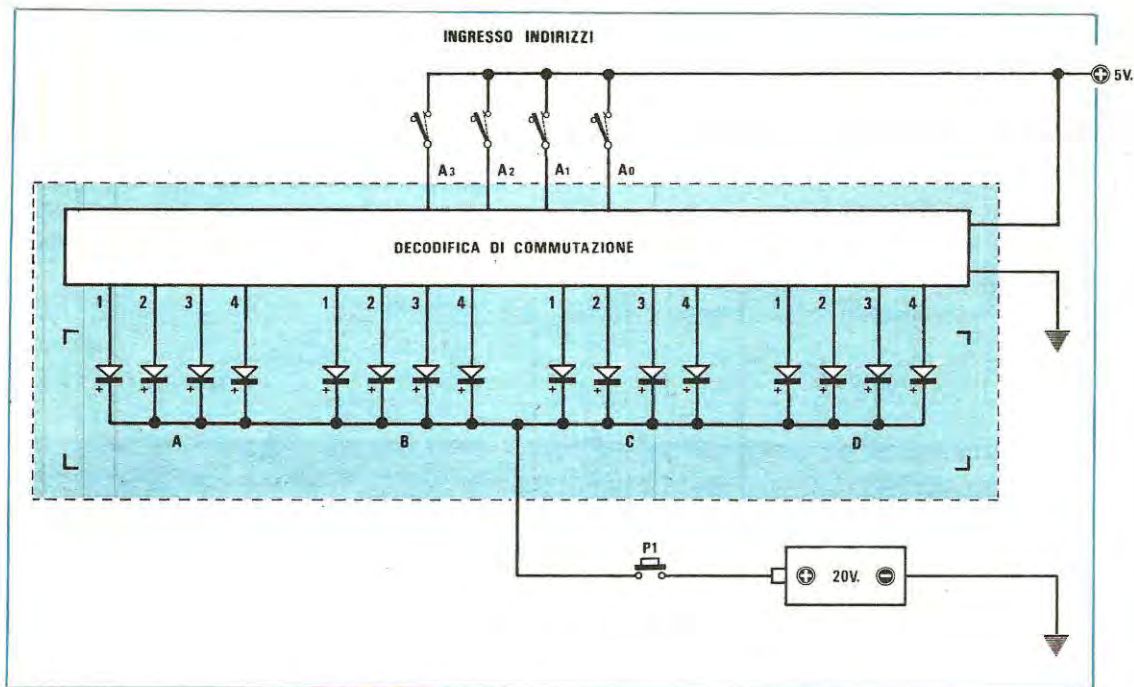 INGRESSO INDIRIZZI
+ 5V.
A3 A2 A1 A0
DECODIFICA DI COMMUTAZIONE
1 2 3 4 1 2 3 4 1 2 3 4 1 2 3 4
+ + + + + + + + + + + + + + + +
A B C D
P1
+ 20V. -